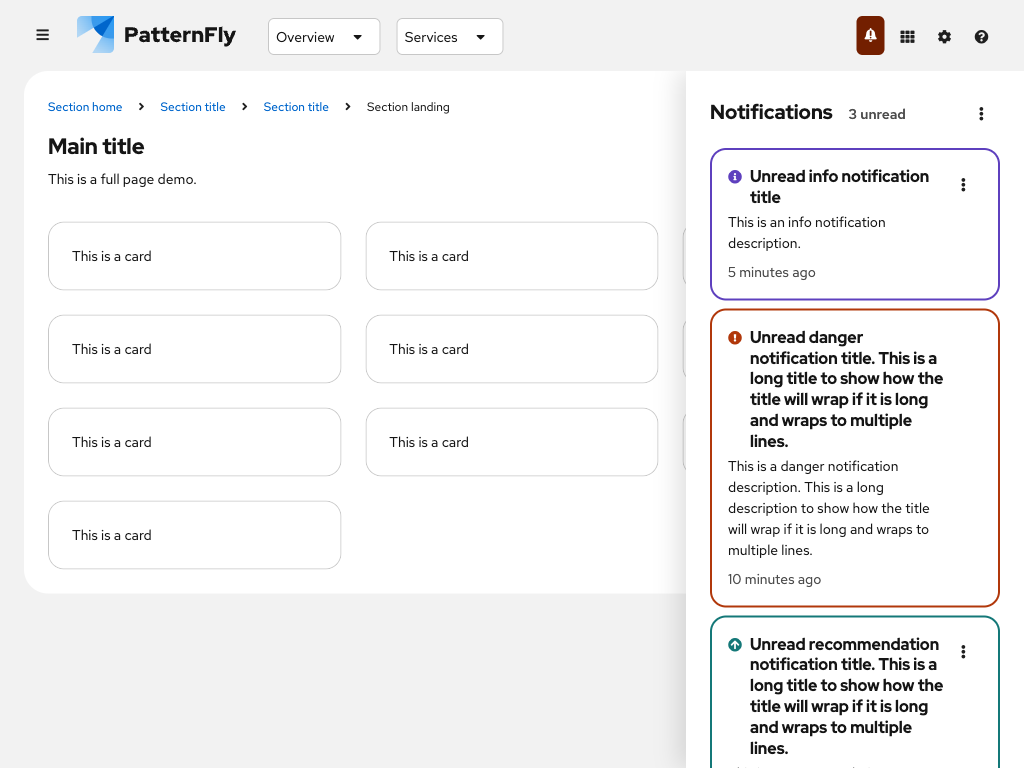 PatternFly
Overview
Services
Section home
Section title
Section title
Section landing
Main title
This is a full page demo.
This is a card
This is a card
This is a card
This is a card
This is a card
This is a card
This is a card
Notifications
3 unread
Unread info notification
title
This is an info notification
description.
5 minutes ago
Unread danger
notification title. This is a
long title to show how the
title will wrap if it is long
and wraps to multiple
lines.
This is a danger notification
description. This is a long
description to show how the title
will wrap if it is long and wraps to
multiple lines.
10 minutes ago
Unread recommendation
notification title. This is a
long title to show how the
title will wrap if it is long
and wraps to multiple
lines.